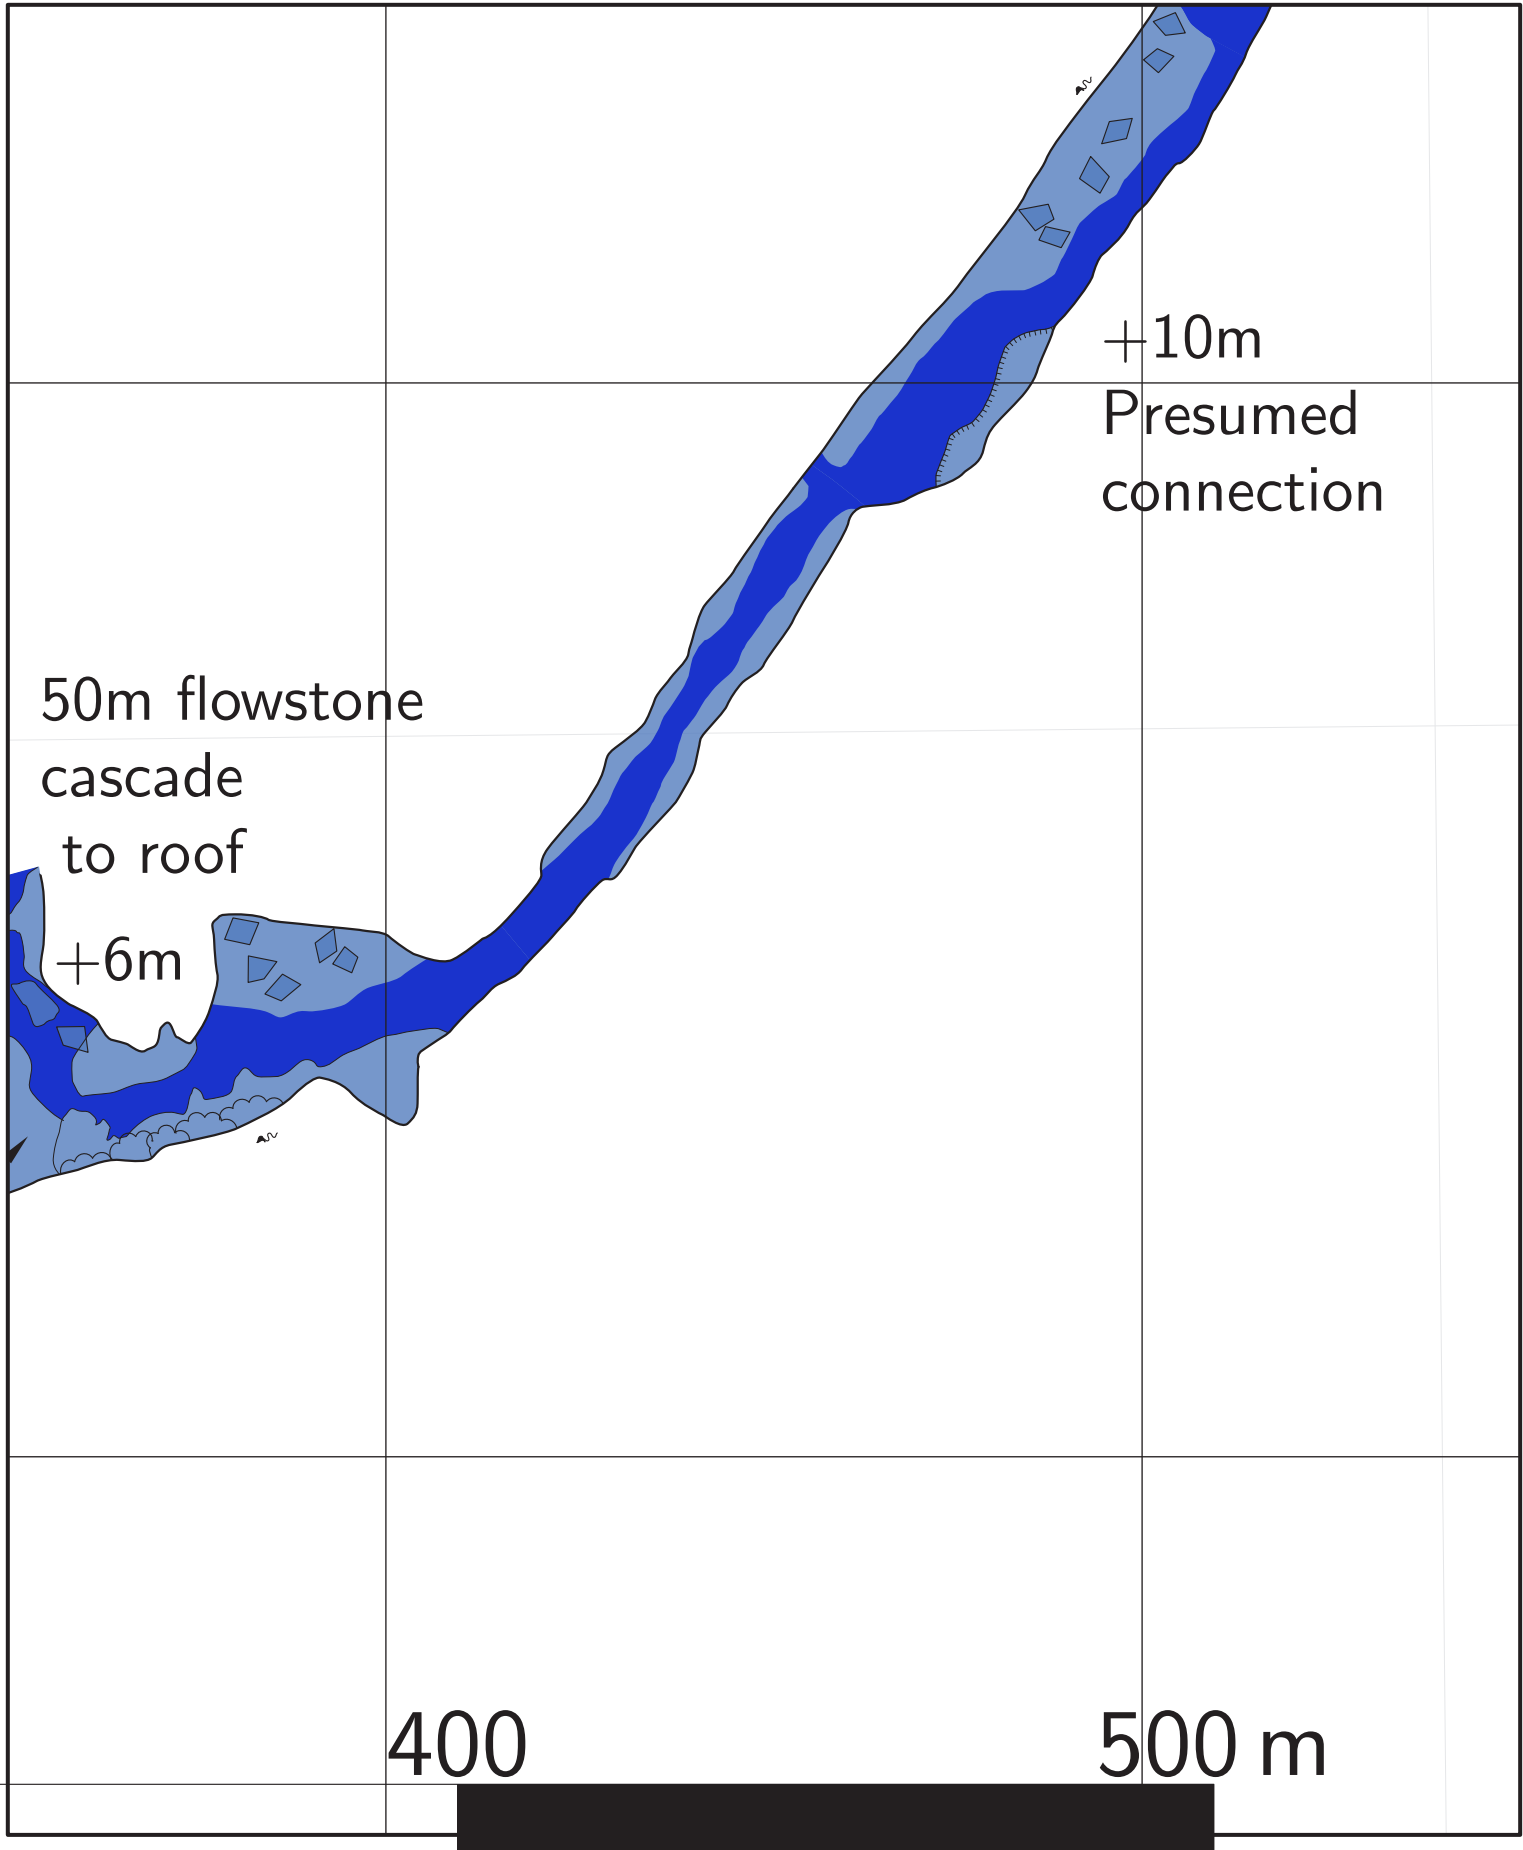 +10m
Presumed
connection
50m flowstone
cascade
to roof
+6m
400
500 m